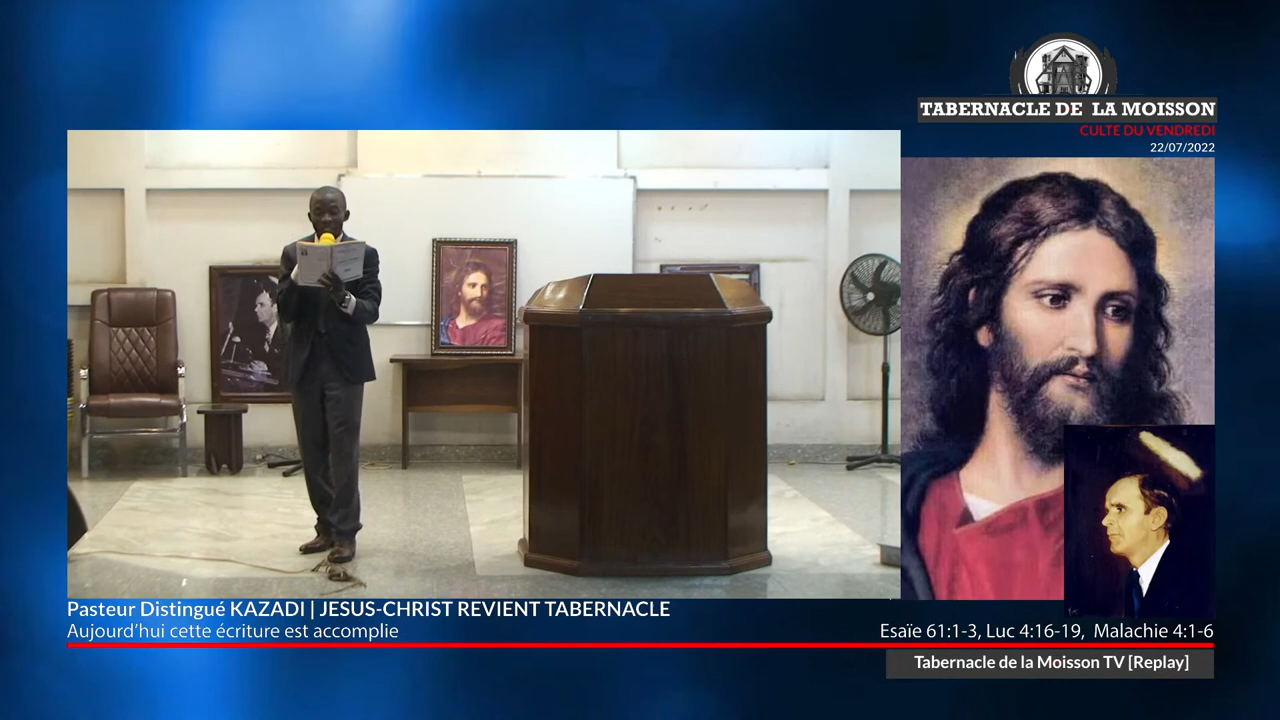 TABERNACLE DE LA MOISSON
CULTE DU VENDREDI
22/07/2022
Pasteur Distingué KAZADI | JESUS-CHRIST REVIENT TABERNACLE
Aujourd'hui cette écriture est accomplie
Esaïe 61:1-3, Luc 4:16-19, Malachie 4:1-6
Tabernacle de la Moisson TV [Replay]